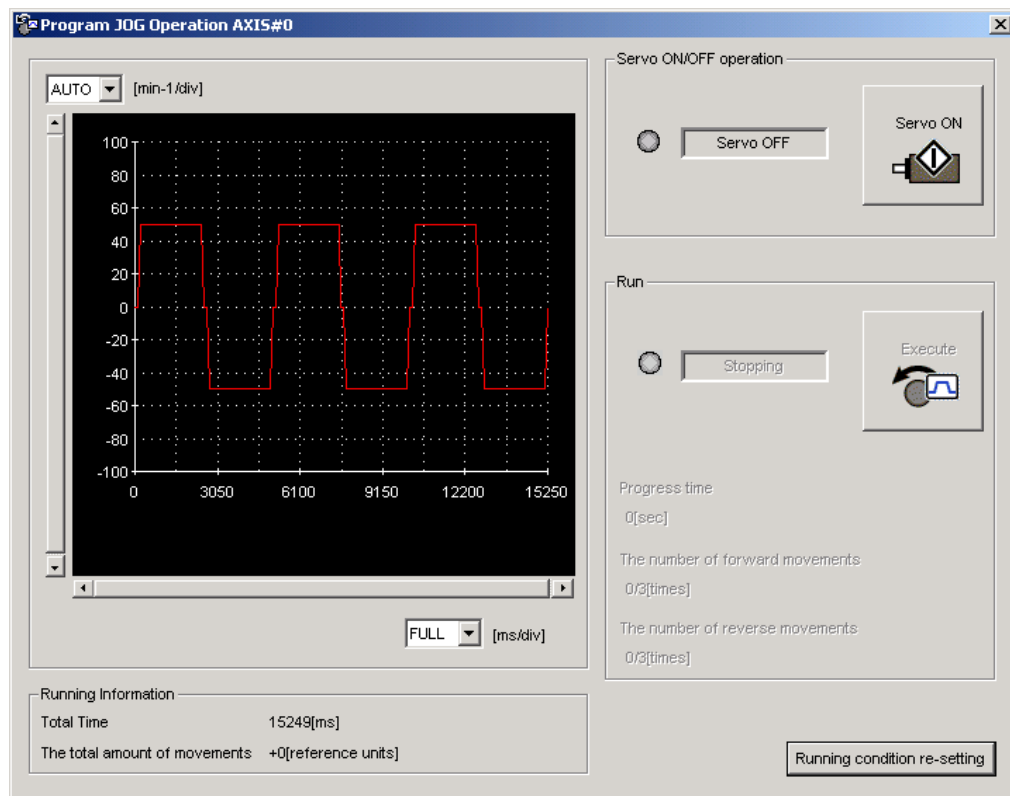 Program JOG Operation AXIS#0
AUTO [min-1/div]
100
80
60
40
20
0
-20
-40
-60
-80
-100
0 3050 6100 9150 12200 15250
FULL [ms/div]
Running Information
Total Time 15249[ms]
The total amount of movements +0[reference units]
Servo ON/OFF operation
Servo OFF
Servo ON
Run
Stopping
Execute
Progress time
0[sec]
The number of forward movements
0/3[times]
The number of reverse movements
0/3[times]
Running condition re-setting